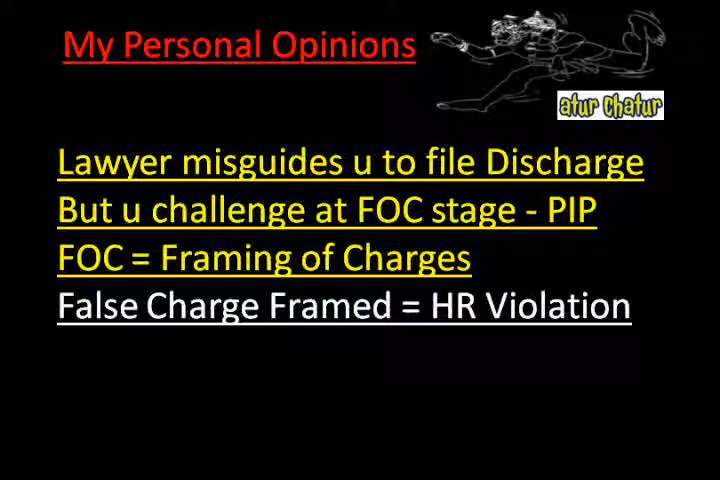 My Personal Opinions
atur chatur
Lawyer misguides u to file Discharge
But u challenge at FOC stage - PIP
FOC = Framing of Charges
False Charge Framed = HR Violation